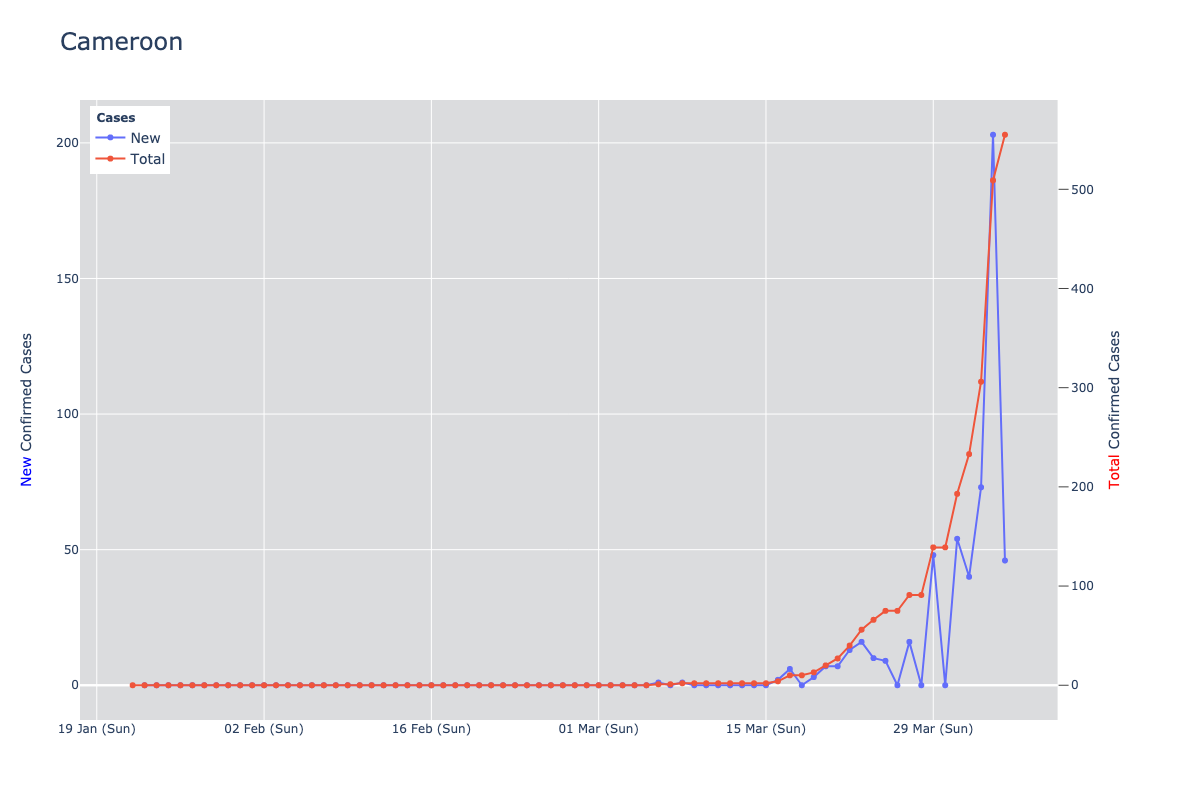 Cameroon
Cases
New
Total
200
150
100
50
0
500
400
300
200
100
0
New Confirmed Cases
Total Confirmed Cases
19 Jan (Sun)
02 Feb (Sun)
16 Feb (Sun)
01 Mar (Sun)
15 Mar (Sun)
29 Mar (Sun)